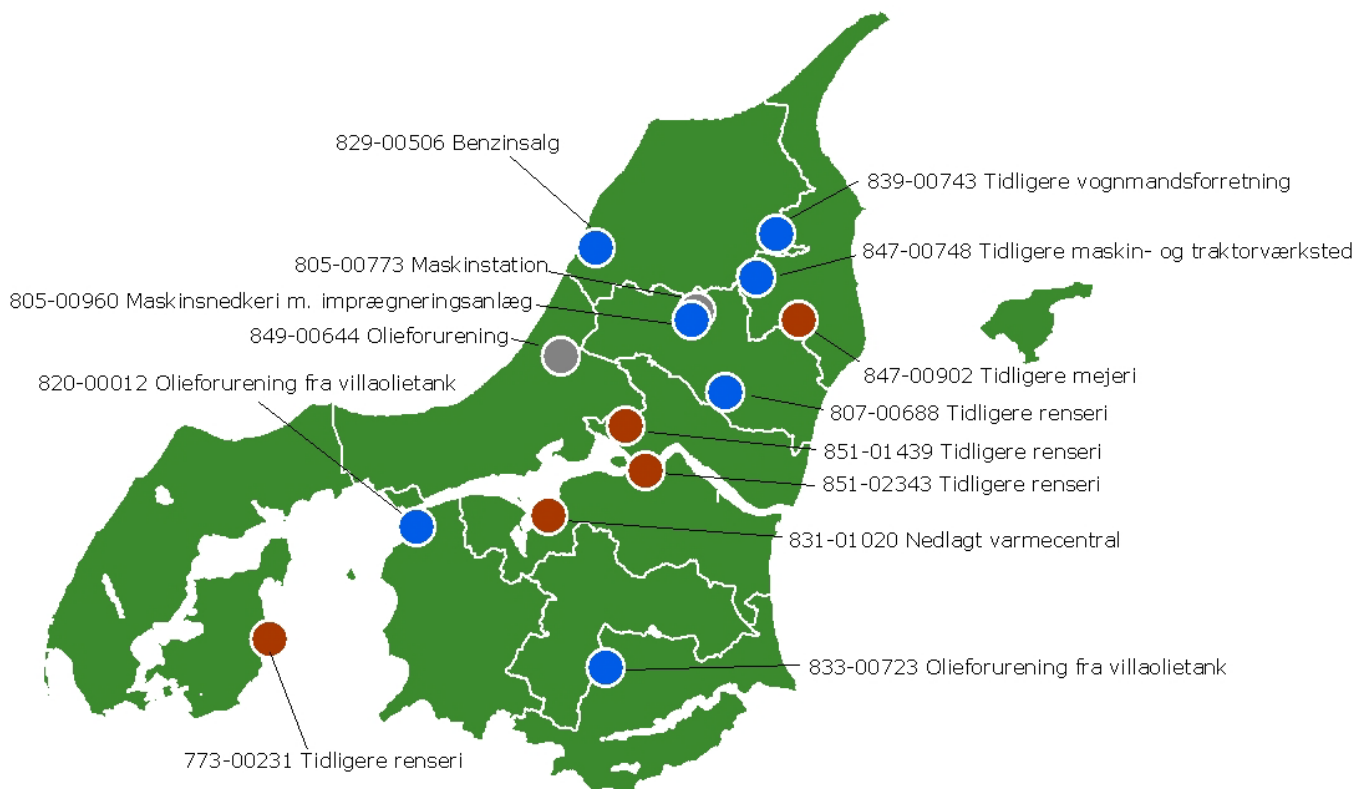 829-00506 Benzinsalg
839-00743 Tidligere vognmandsforretning
847-00748 Tidligere maskin- og traktorværksted
805-00773 Maskinstation
805-00960 Maskinsnedkeri m. imprægneringsanlæg
849-00644 Olieforurening
820-00012 Olieforurening fra villaolietank
847-00902 Tidligere mejeri
807-00688 Tidligere renseri
851-01439 Tidligere renseri
851-02343 Tidligere renseri
831-01020 Nedlagt varmecentral
833-00723 Olieforurening fra villaolietank
773-00231 Tidligere renseri